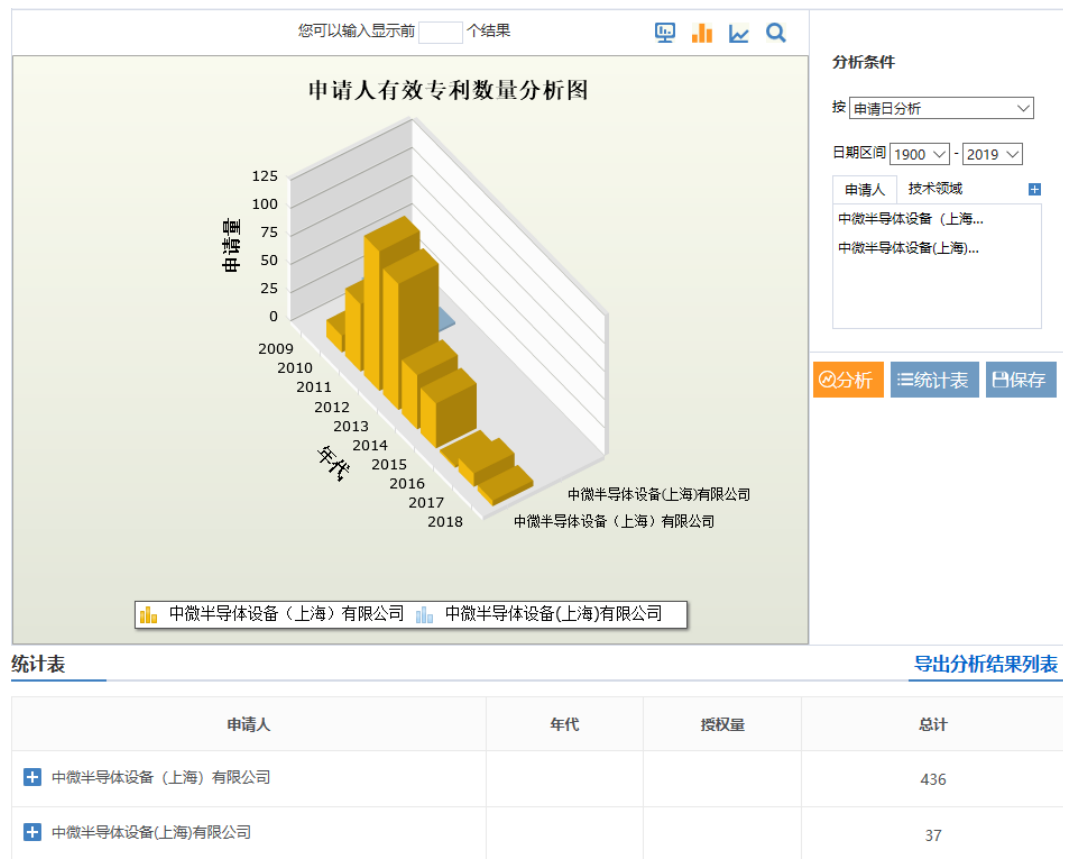 您可以输入显示前 个结果
申请人有效专利数量分析图
125
100
75
50
25
0
申请量
2009
2010
2011
2012
2013
2014
2015
2016
2017
2018
年代
中微半导体设备(上海)有限公司
中微半导体设备（上海）有限公司
中微半导体设备（上海）有限公司 中微半导体设备(上海)有限公司
分析条件
按 申请日分析
日期区间 1900 - 2019
申请人 技术领域
中微半导体设备（上海...
中微半导体设备(上海)...
分析 统计表 保存
统计表 导出分析结果列表
申请人 年代 授权量 总计
中微半导体设备（上海）有限公司 436
中微半导体设备(上海)有限公司 37